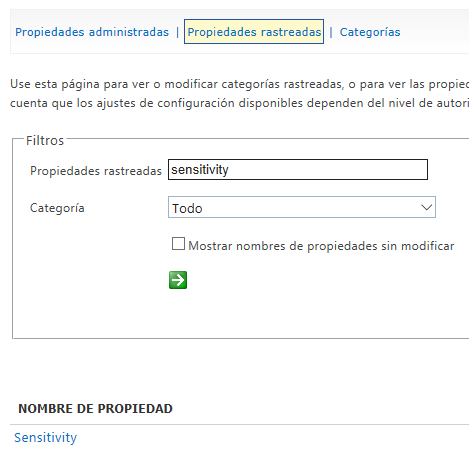 Propiedades administradas | Propiedades rastreadas | Categorías
Use esta página para ver o modificar categorías rastreadas, o para ver las
cuenta que los ajustes de configuración disponibles dependen del nivel de
Filtros
Propiedades rastreadas sensitivity
Categoría Todo
Mostrar nombres de propiedades sin modificar
NOMBRE DE PROPIEDAD
Sensitivity